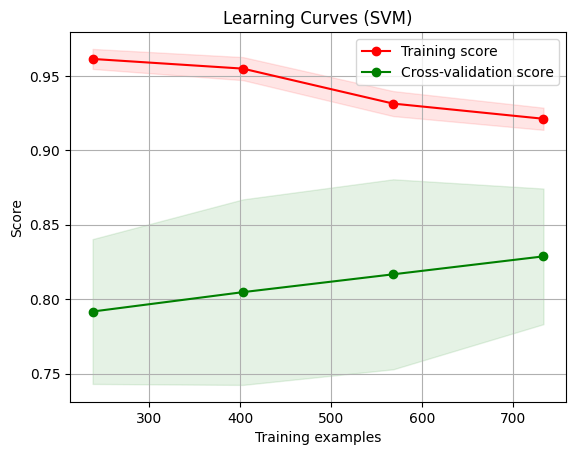 Learning Curves (SVM)
Training score
Cross-validation score
0.95
0.90
0.85
0.80
0.75
Score
300 400 500 600 700
Training examples